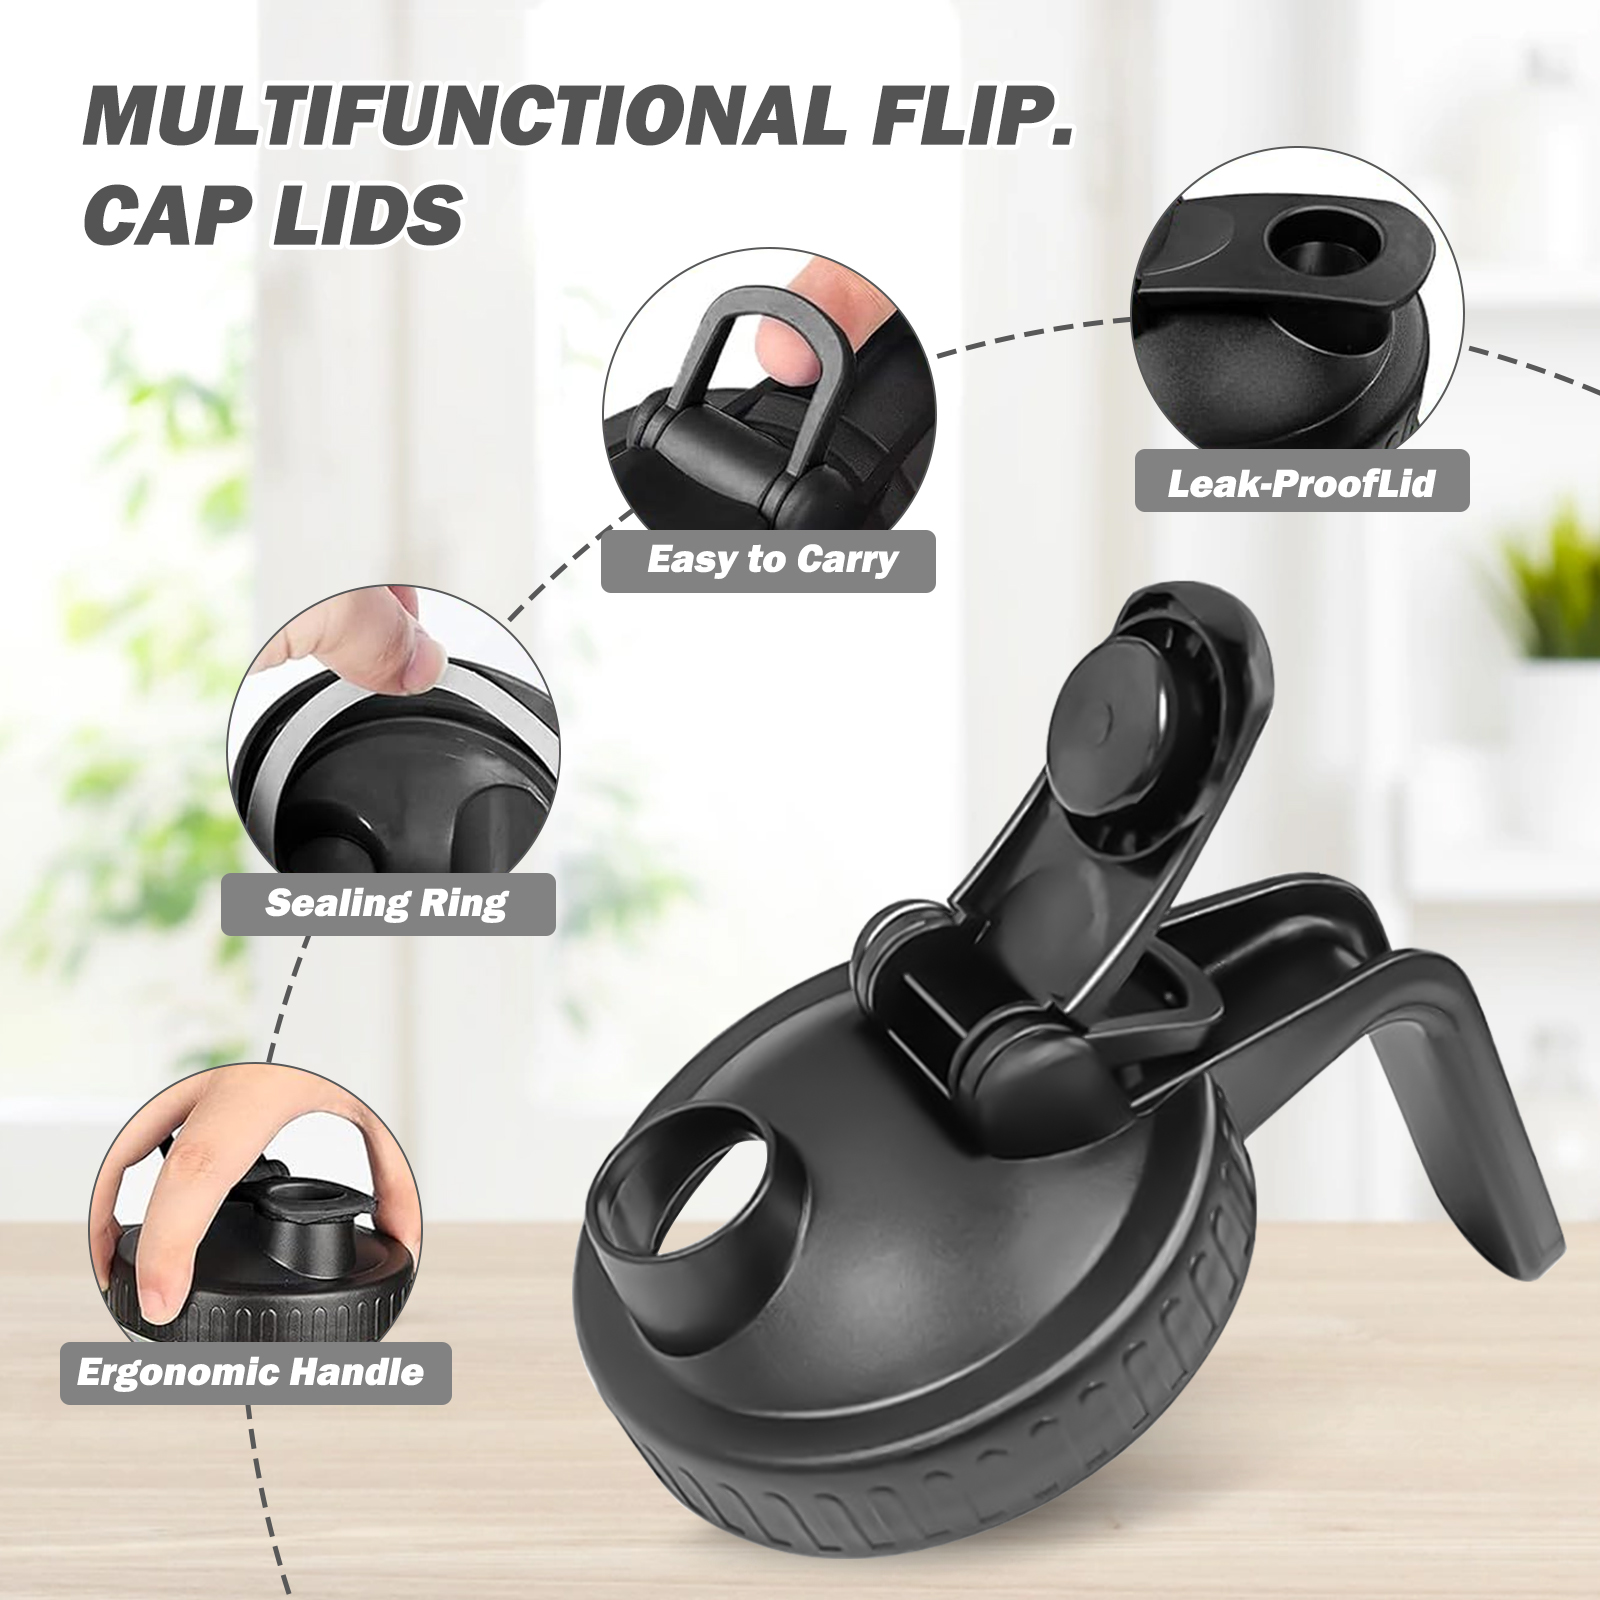 MULTIFUNCTIONAL FLIP.
CAP LIDS
Leak-ProofLid
Easy to Carry
Sealing Ring
Ergonomic Handle